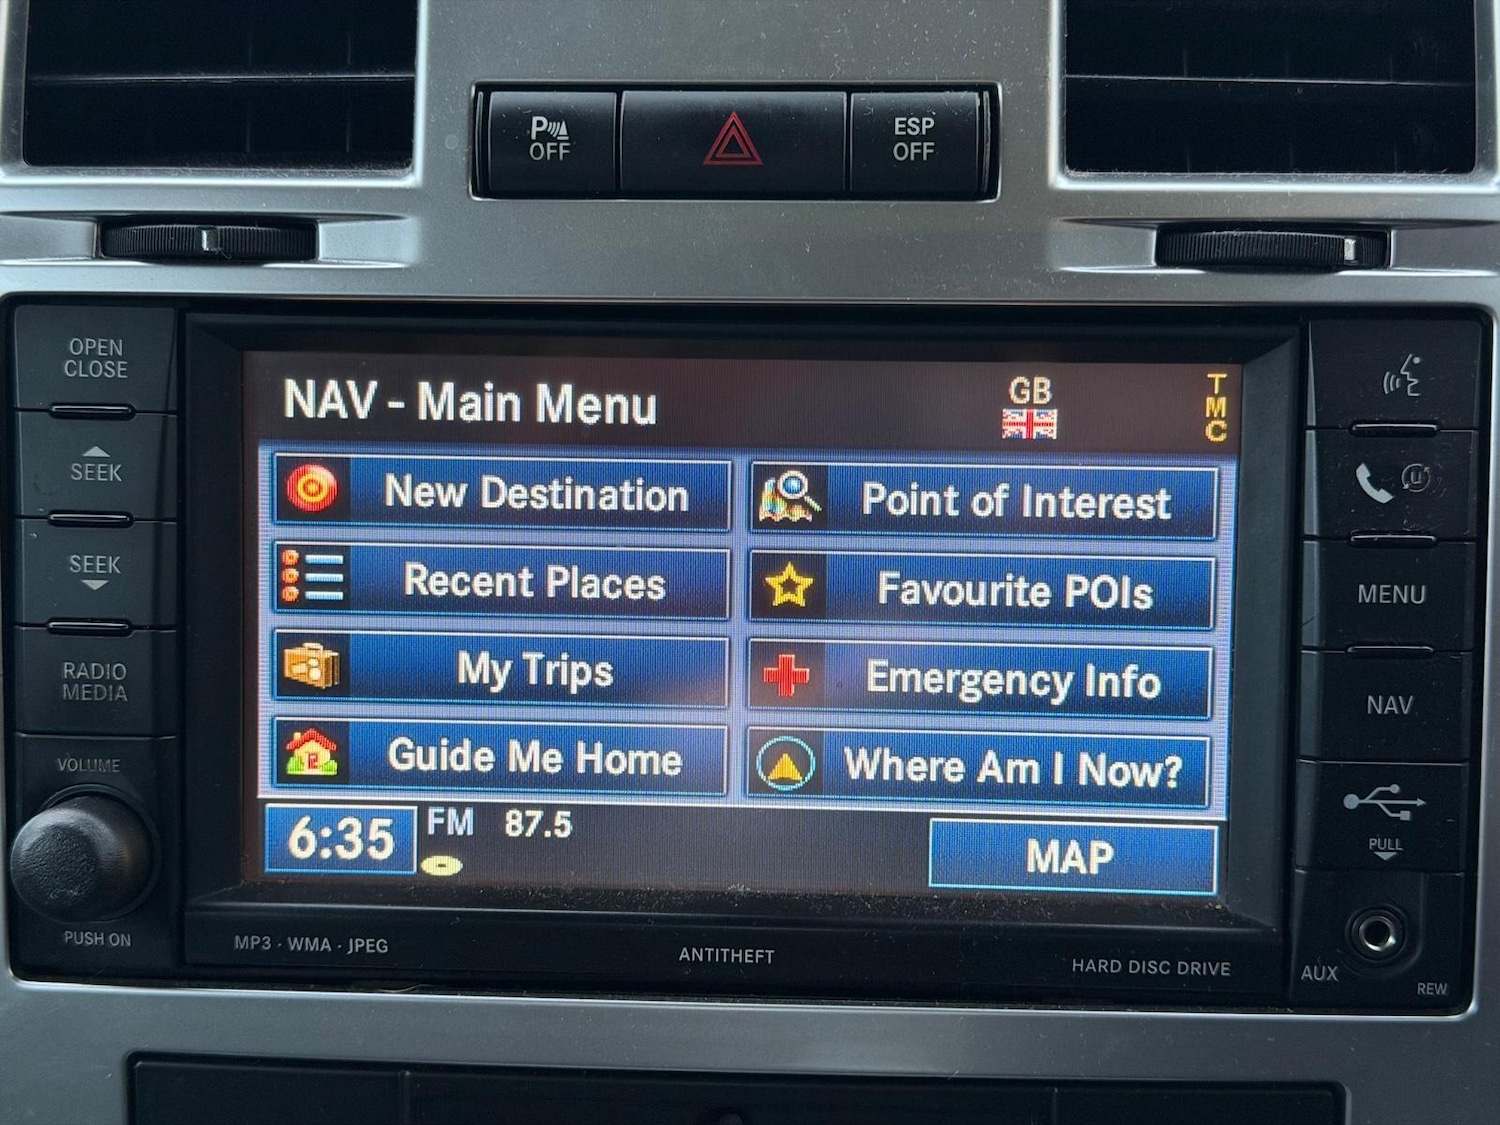 P
OFF
ESP
OFF
OPEN
CLOSE
SEEK
SEEK
RADIO
MEDIA
VOLUME
PUSH ON
NAV - Main Menu
GB
TMC
New Destination
Point of Interest
Recent Places
Favourite POIs
My Trips
Emergency Info
Guide Me Home
Where Am I Now?
6:35
FM 87.5
MAP
MP3 · WMA · JPEG
ANTITHEFT
HARD DISC DRIVE
MENU
NAV
PULL
AUX
REW